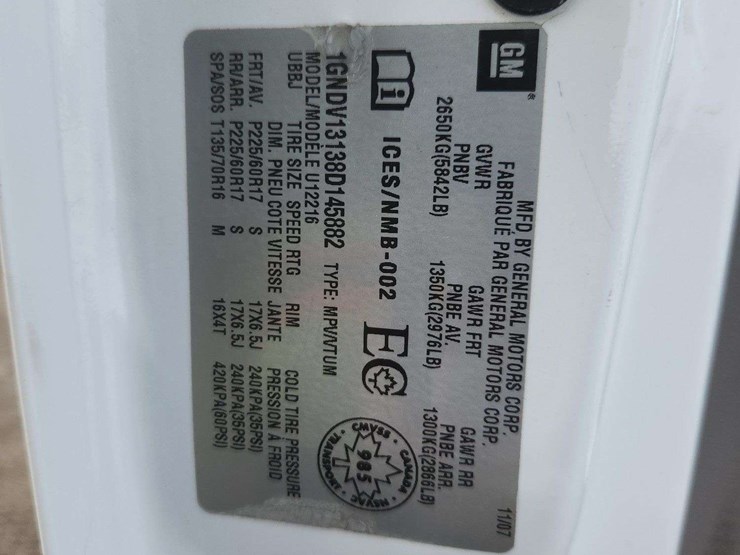 GM®
MFD BY GENERAL MOTORS CORP. 11/07
FABRIQUÉ PAR GENERAL MOTORS CORP.
GVWR GAWR FRT GAWR RR
PNBV PNBE AV. PNBE ARR.
2650KG(5842LB) 1350KG(2976LB) 1300KG(2866LB)
i ICES/NMB-002 EC
CMVSS CANADA NSVAC TRANSPORT
985
1GNDV13138D145882 TYPE: MPV/VTUM
MODEL/MODÈLE U12216
UBBJ TIRE SIZE SPEED RTG RIM COLD TIRE PRESSURE
DIM. PNEU COTE VITESSE JANTE PRESSION À FROID
FRT/AV. P225/60R17 S 17X6.5J 240KPA(35PSI)
RR/ARR. P225/60R17 S 17X6.5J 240KPA(35PSI)
SPA/SOS T135/70R16 M 16X4T 420KPA(60PSI)